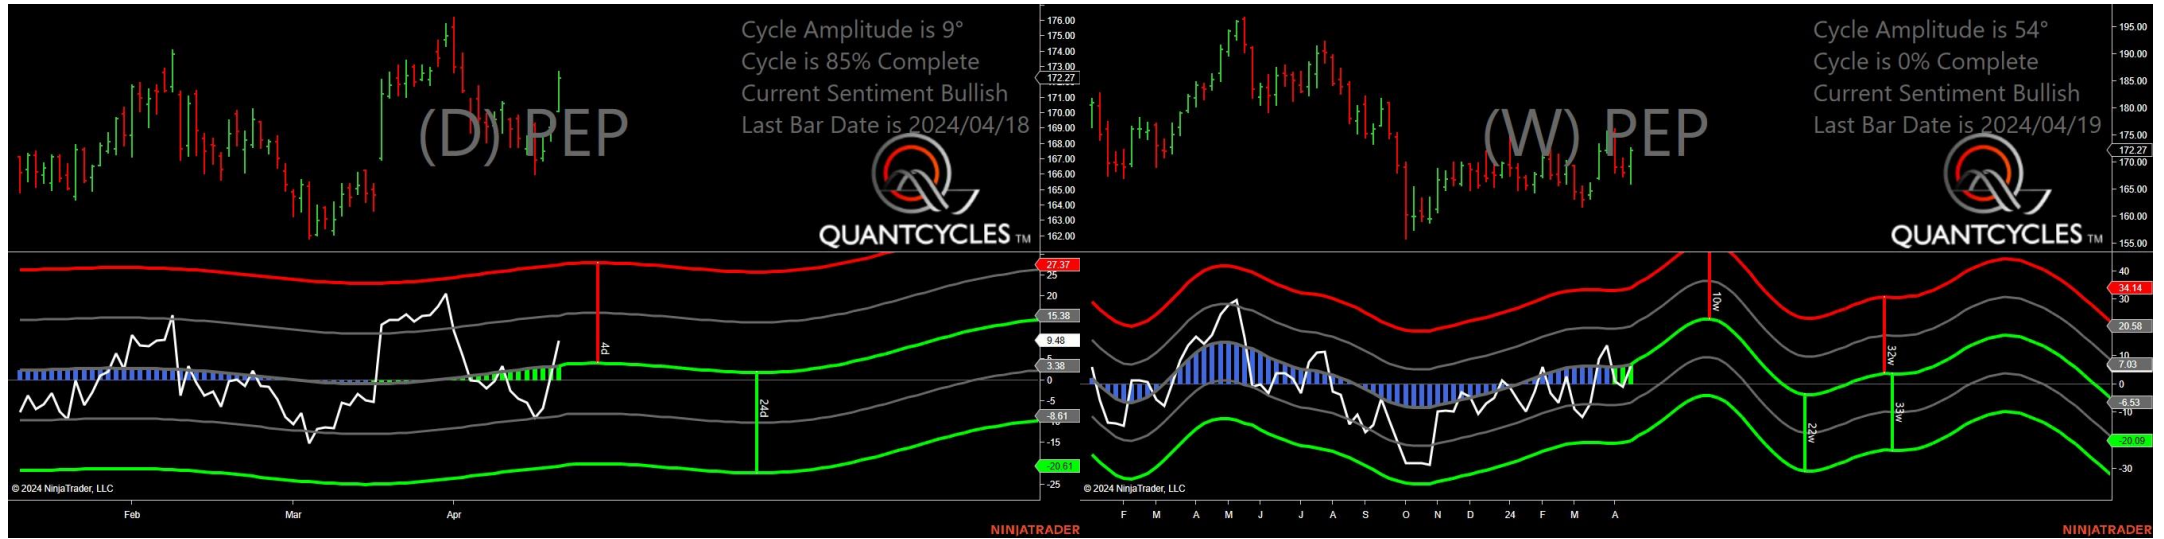 Cycle Amplitude is 9°
Cycle is 85% Complete
Current Sentiment Bullish
Last Bar Date is 2024/04/18
(D) PEP
QUANTCYCLES TM
176.00
175.00
174.00
173.00
172.27
171.00
170.00
169.00
168.00
167.00
166.00
165.00
164.00
163.00
162.00
27.37
25
20
15.38
9.48
5
3.38
0
-5
-8.61
-15
-20.61
-25
4d
24d
© 2024 NinjaTrader, LLC
Feb Mar Apr
NINJATRADER
Cycle Amplitude is 54°
Cycle is 0% Complete
Current Sentiment Bullish
Last Bar Date is 2024/04/19
(W) PEP
QUANTCYCLES TM
195.00
190.00
185.00
180.00
175.00
172.27
170.00
165.00
160.00
155.00
40
34.14
30
20.58
10
7.03
0
-6.53
-10
-20.09
-30
10w
32w
22w
33w
© 2024 NinjaTrader, LLC
F M A M J J A S O N D 24 F M A
NINJATRADER